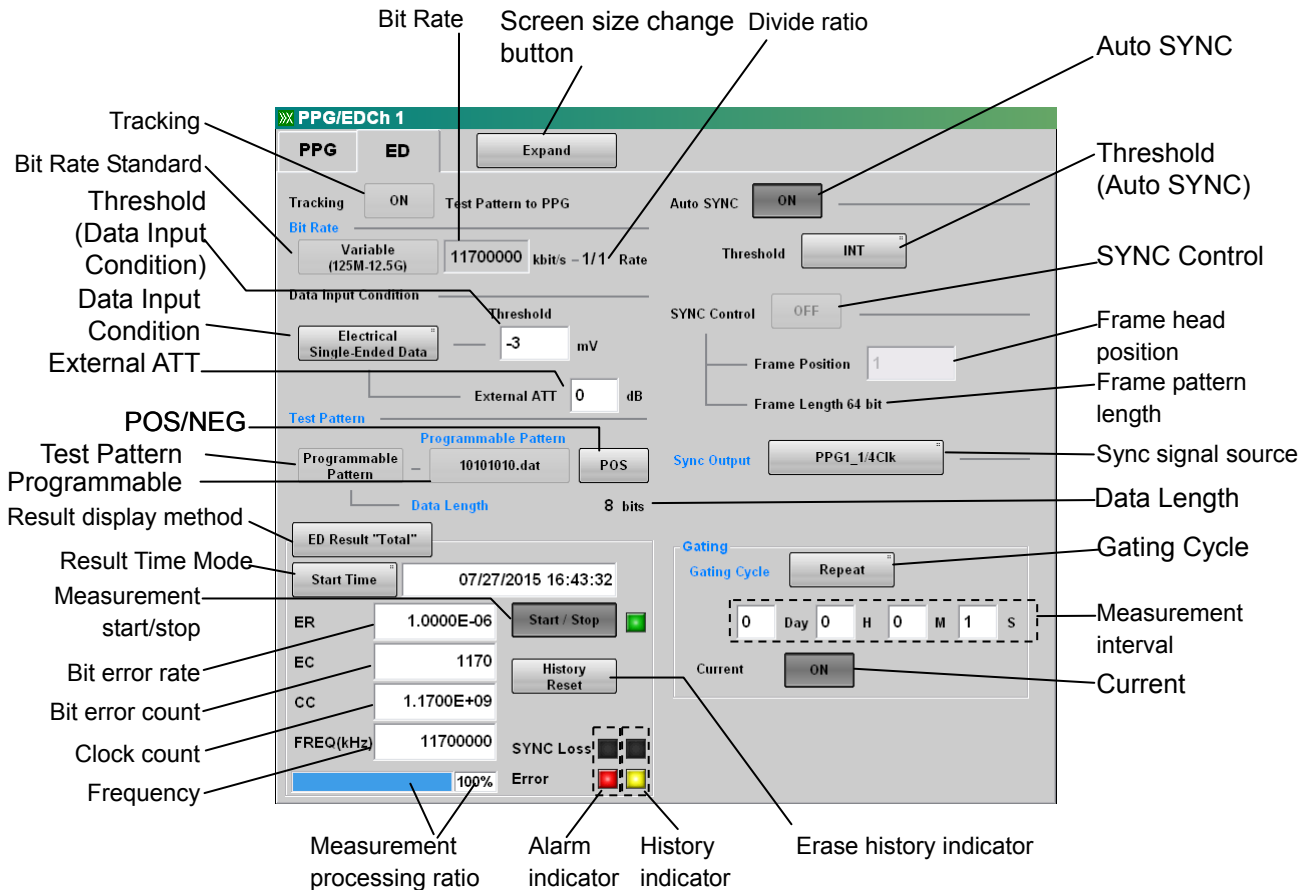 Bit Rate
Screen size change
button
Divide ratio
Auto SYNC
Tracking
Bit Rate Standard
Threshold
(Data Input
Condition)
Data Input
Condition
External ATT
POS/NEG
Test Pattern
Programmable
Result display method
Result Time Mode
Measurement
start/stop
Bit error rate
Bit error count
Clock count
Frequency
PPG/EDCh 1
PPG
ED
Expand
Tracking
ON
Test Pattern to PPG
Bit Rate
Variable
(125M-12.5G)
11700000
kbit/s - 1/1 Rate
Data Input Condition
Threshold
Electrical
Single-Ended Data
-3
mV
External ATT
0
dB
Test Pattern
Programmable Pattern
Programmable
Pattern
10101010.dat
POS
Data Length
8 bits
ED Result "Total"
Start Time
07/27/2015 16:43:32
ER
1.0000E-06
Start / Stop
EC
1170
History
Reset
CC
1.1700E+09
FREQ(kHz)
11700000
SYNC Loss
100%
Error
Auto SYNC
ON
Threshold
INT
SYNC Control
OFF
Frame Position
1
Frame Length 64 bit
Sync Output
PPG1_1/4Clk
Gating
Gating Cycle
Repeat
0 Day 0 H 0 M 1 S
Current
ON
Threshold
(Auto SYNC)
SYNC Control
Frame head
position
Frame pattern
length
Sync signal source
Data Length
Gating Cycle
Measurement
interval
Current
Measurement
processing ratio
Alarm
indicator
History
indicator
Erase history indicator